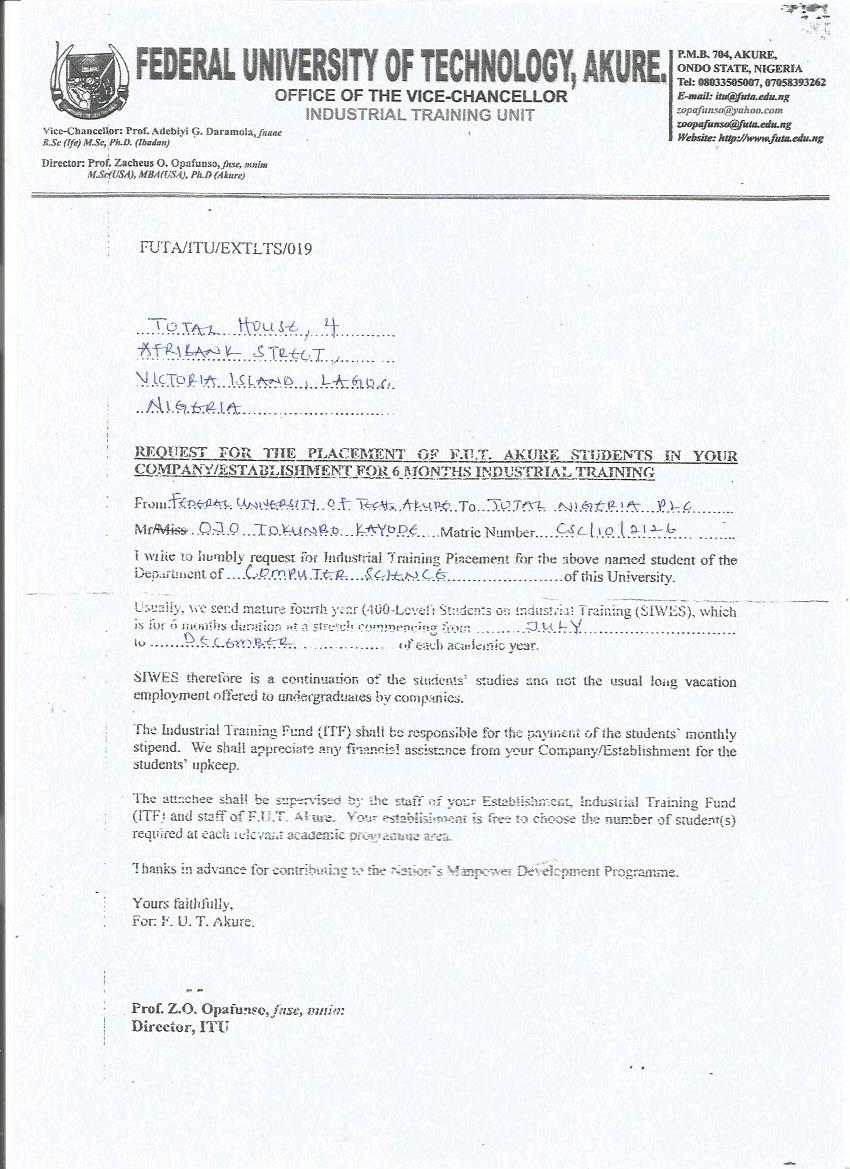 FEDERAL UNIVERSITY OF TECHNOLOGY, AKURE.
OFFICE OF THE VICE-CHANCELLOR
INDUSTRIAL TRAINING UNIT
P.M.B. 704, AKURE,
ONDO STATE, NIGERIA
Tel: 08033505007, 07058393262
E-mail: itu@futa.edu.ng
zopafunso@yahoo.com
zoopafunso@futa.edu.ng
Website: http://www.futa.edu.ng
Vice-Chancellor: Prof. Adebiyi G. Daramola, fnaae
B.Sc (Ife) M.Sc, Ph.D. (Ibadan)
Director: Prof. Zacheus O. Opafunso, fnse, mnim
M.Sc(USA), MBA(USA), Ph.D (Akure)
FUTA/ITU/EXTLTS/019
TOTAL HOUSE, 4
AFRIBANK STREET,
VICTORIA ISLAND, LAGOS.
NIGERIA
REQUEST FOR THE PLACEMENT OF F.U.T. AKURE STUDENTS IN YOUR
COMPANY/ESTABLISHMENT FOR 6 MONTHS INDUSTRIAL TRAINING
From FEDERAL UNIVERSITY OF TECH. AKURE To TOTAL NIGERIA PLC
Mr/Miss OJO TOKUNBO KAYODE Matric Number CSC/10/2126
I write to humbly request for Industrial Training Placement for the above named student of the
Department of COMPUTER SCIENCE of this University.
Usually, we send mature fourth year (400-Level) Students on Industrial Training (SIWES), which
is for 6 months duration at a stretch commencing from JULY
to DECEMBER of each academic year.
SIWES therefore is a continuation of the students' studies and not the usual long vacation
employment offered to undergraduates by companies.
The Industrial Training Fund (ITF) shall be responsible for the payment of the students' monthly
stipend. We shall appreciate any financial assistance from your Company/Establishment for the
students' upkeep.
The attachee shall be supervised by the staff of your Establishment, Industrial Training Fund
(ITF) and staff of F.U.T. Akure. Your establishment is free to choose the number of student(s)
required at each relevant academic programme area.
Thanks in advance for contributing to the Nation's Manpower Development Programme.
Yours faithfully,
For: F. U. T. Akure.
Prof. Z.O. Opafunso, fnse, mnim
Director, ITU